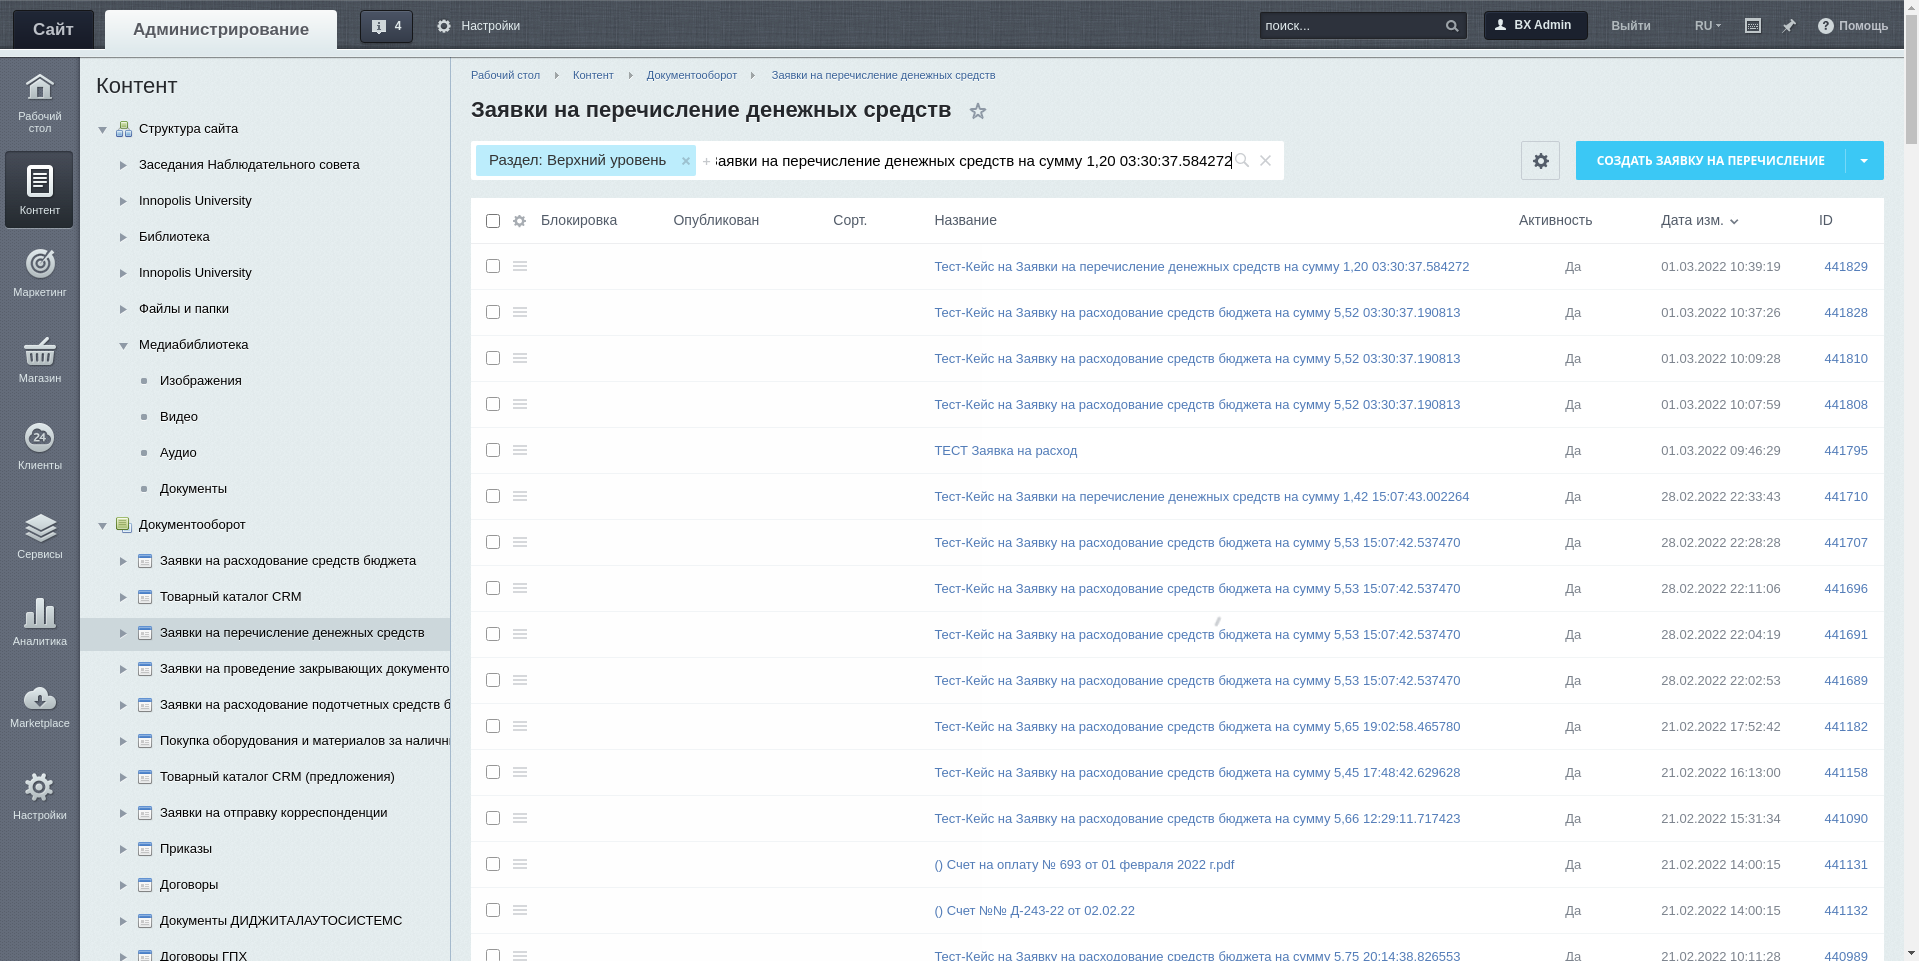 Сайт
Администрирование
4
Настройки
поиск...
BX Admin
Выйти
RU
Помощь
Рабочий стол
Контент
Маркетинг
Магазин
24
Клиенты
Сервисы
Аналитика
Marketplace
Настройки
Контент
Структура сайта
Заседания Наблюдательного совета
Innopolis University
Библиотека
Innopolis University
Файлы и папки
Медиабиблиотека
Изображения
Видео
Аудио
Документы
Документооборот
Заявки на расходование средств бюджета
Товарный каталог CRM
Заявки на перечисление денежных средств
Заявки на проведение закрывающих документо
Заявки на расходование подотчетных средств б
Покупка оборудования и материалов за наличн
Товарный каталог CRM (предложения)
Заявки на отправку корреспонденции
Приказы
Договоры
Документы ДИДЖИТАЛАУТОСИСТЕМС
Договоры ГПХ
Рабочий стол Контент Документооборот Заявки на перечисление денежных средств
Заявки на перечисление денежных средств
Раздел: Верхний уровень × + заявки на перечисление денежных средств на сумму 1,20 03:30:37.584272
СОЗДАТЬ ЗАЯВКУ НА ПЕРЕЧИСЛЕНИЕ
Блокировка Опубликован Сорт. Название Активность Дата изм. ID
Тест-Кейс на Заявки на перечисление денежных средств на сумму 1,20 03:30:37.584272 Да 01.03.2022 10:39:19 441829
Тест-Кейс на Заявку на расходование средств бюджета на сумму 5,52 03:30:37.190813 Да 01.03.2022 10:37:26 441828
Тест-Кейс на Заявку на расходование средств бюджета на сумму 5,52 03:30:37.190813 Да 01.03.2022 10:09:28 441810
Тест-Кейс на Заявку на расходование средств бюджета на сумму 5,52 03:30:37.190813 Да 01.03.2022 10:07:59 441808
ТЕСТ Заявка на расход Да 01.03.2022 09:46:29 441795
Тест-Кейс на Заявки на перечисление денежных средств на сумму 1,42 15:07:43.002264 Да 28.02.2022 22:33:43 441710
Тест-Кейс на Заявку на расходование средств бюджета на сумму 5,53 15:07:42.537470 Да 28.02.2022 22:28:28 441707
Тест-Кейс на Заявку на расходование средств бюджета на сумму 5,53 15:07:42.537470 Да 28.02.2022 22:11:06 441696
Тест-Кейс на Заявку на расходование средств бюджета на сумму 5,53 15:07:42.537470 Да 28.02.2022 22:04:19 441691
Тест-Кейс на Заявку на расходование средств бюджета на сумму 5,53 15:07:42.537470 Да 28.02.2022 22:02:53 441689
Тест-Кейс на Заявку на расходование средств бюджета на сумму 5,65 19:02:58.465780 Да 21.02.2022 17:52:42 441182
Тест-Кейс на Заявку на расходование средств бюджета на сумму 5,45 17:48:42.629628 Да 21.02.2022 16:13:00 441158
Тест-Кейс на Заявку на расходование средств бюджета на сумму 5,66 12:29:11.717423 Да 21.02.2022 15:31:34 441090
() Счет на оплату № 693 от 01 февраля 2022 г.pdf Да 21.02.2022 14:00:15 441131
() Счет №№ Д-243-22 от 02.02.22 Да 21.02.2022 14:00:15 441132
Тест-Кейс на Заявку на расходование средств бюджета на сумму 5,75 20:14:38.826553 Да 21.02.2022 10:11:28 440989